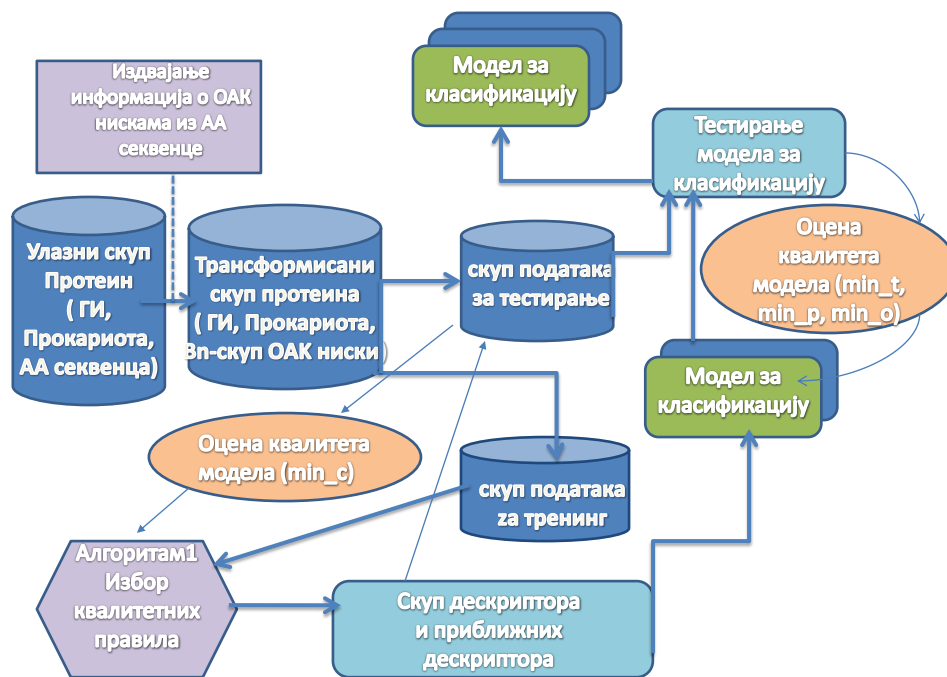 Модел за
класификацију
Издвајање
информација о ОАК
нискама из АА
секвенце
Тестирање
модела за
класификацију
Улазни скуп
Протеин
( ГИ,
Прокариота,
АА секвенца)
Трансформисани
скуп протеина
( ГИ, Прокариота,
Bn-скуп ОАК ниски)
скуп података
за тестирање
Оцена
квалитета
модела (min_t,
min_p, min_o)
Модел за
класификацију
Оцена квалитета
модела (min_c)
скуп података
zа тренинг
Алгоритам1
Избор
квалитетних
правила
Скуп дескриптора
и приближних
дескриптора